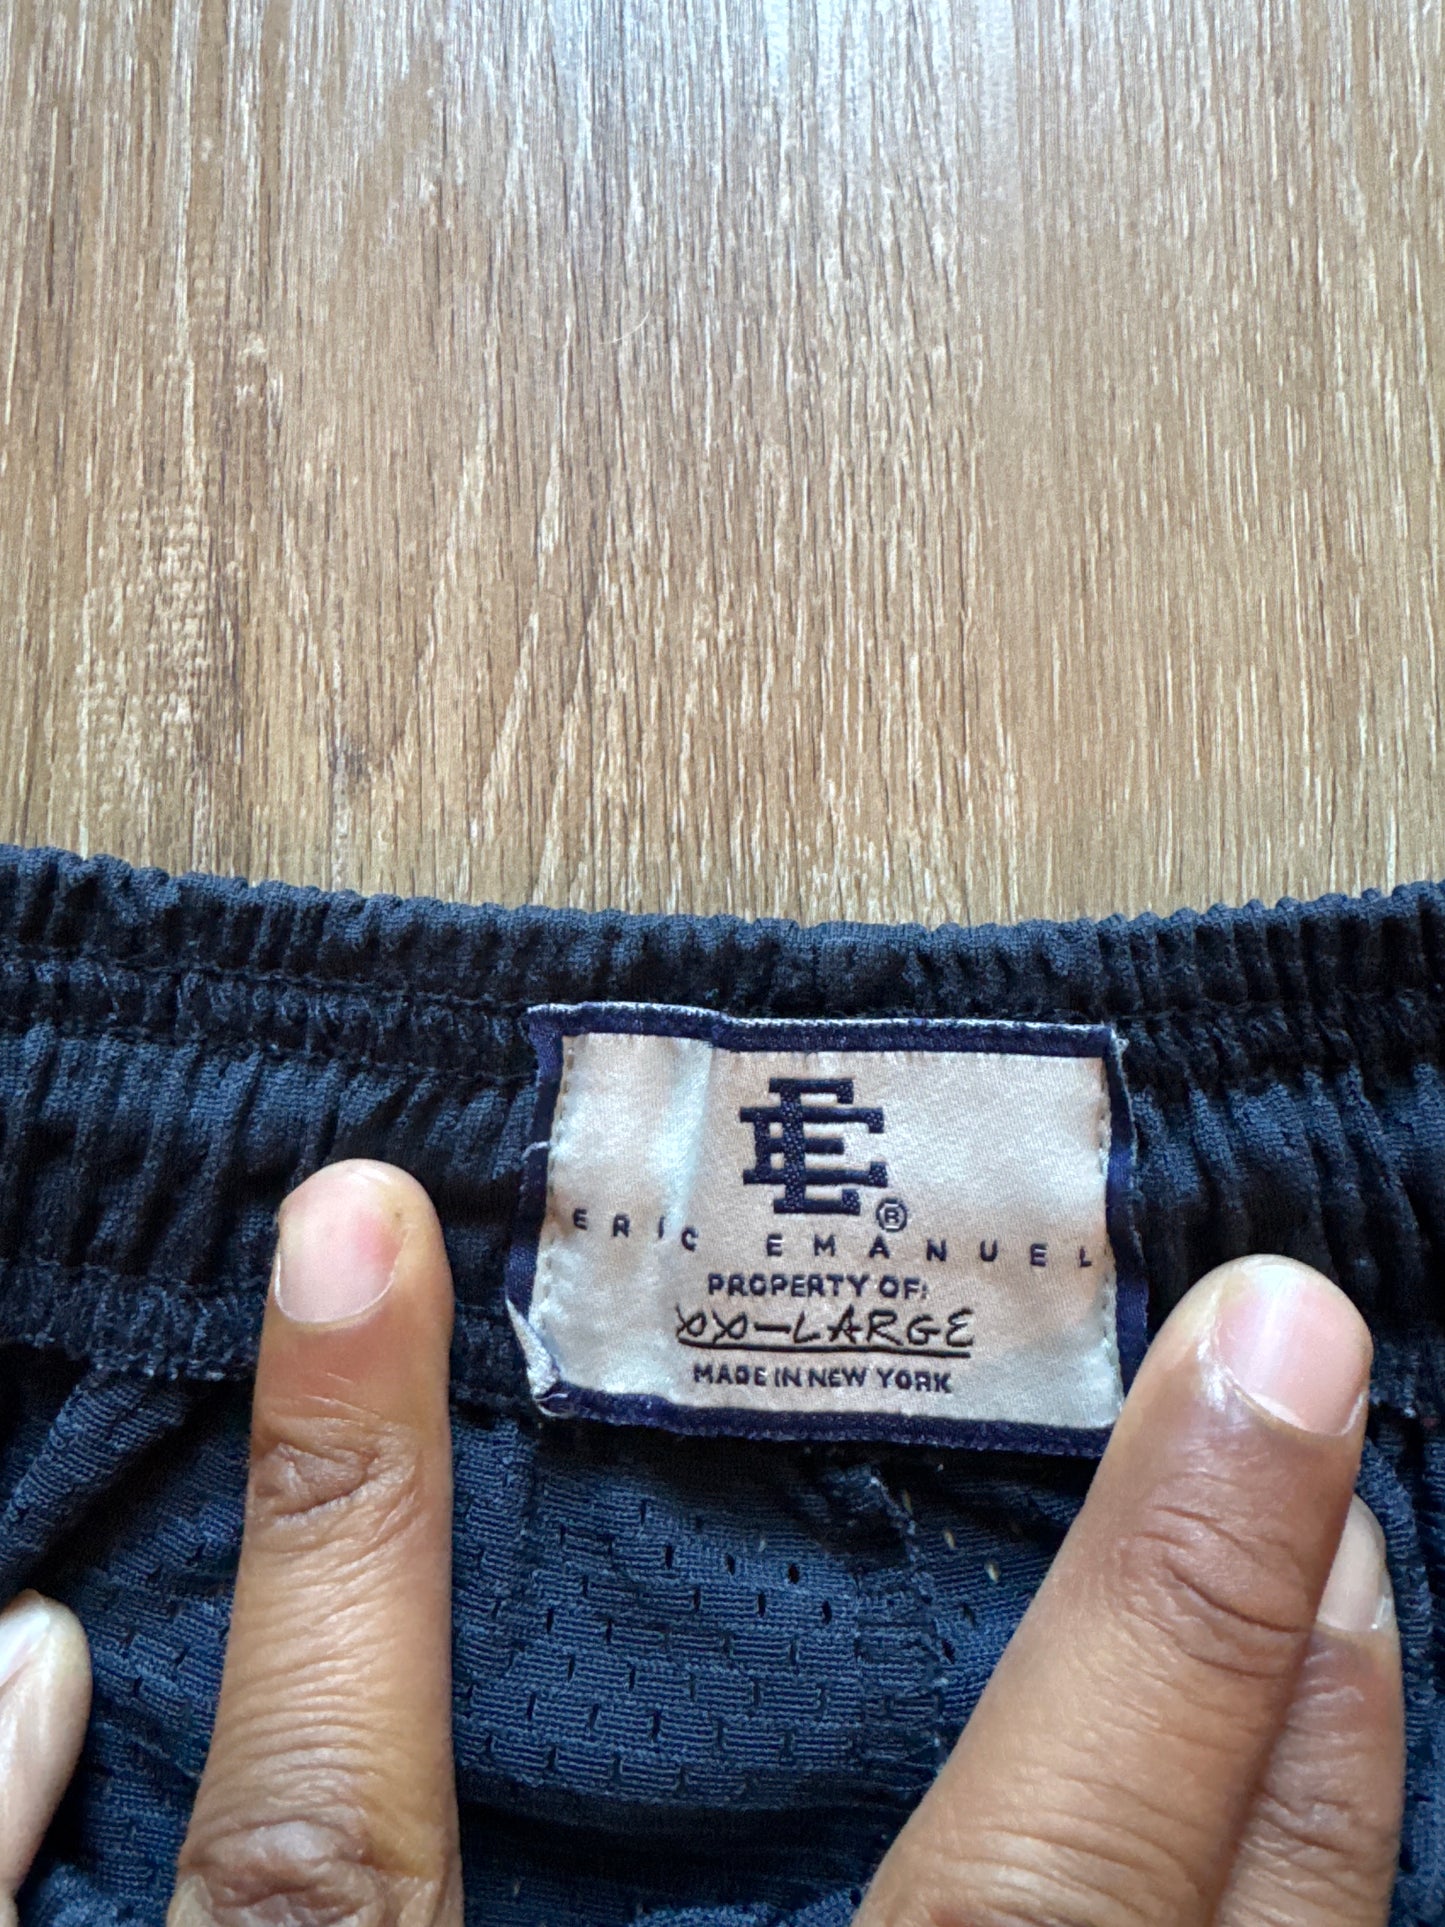 EE ®
ERIC EMANUEL
PROPERTY OF:
XX-LARGE
MADE IN NEW YORK